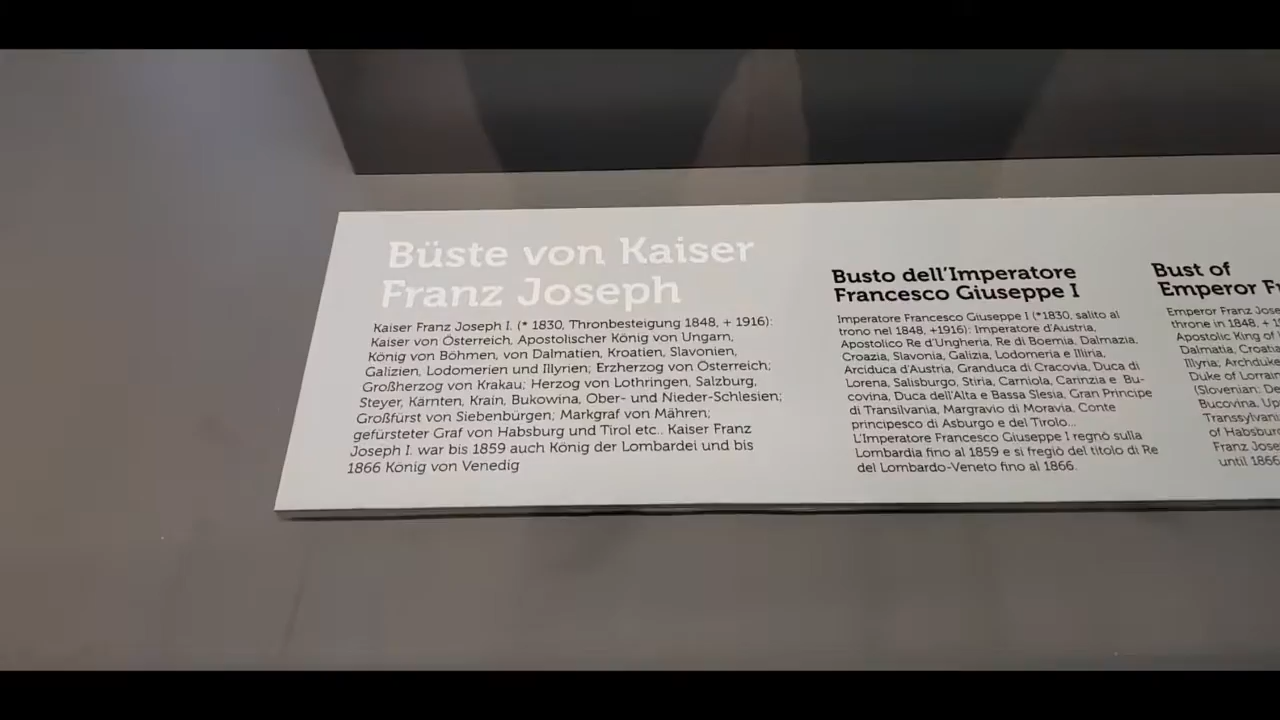 Büste von Kaiser
Franz Joseph
Kaiser Franz Joseph I. (* 1830, Thronbesteigung 1848, + 1916):
Kaiser von Österreich, Apostolischer König von Ungarn,
König von Böhmen, von Dalmatien, Kroatien, Slavonien,
Galizien, Lodomerien und Illyrien; Erzherzog von Österreich;
Großherzog von Krakau; Herzog von Lothringen, Salzburg,
Steyer, Kärnten, Krain, Bukowina, Ober- und Nieder-Schlesien;
Großfürst von Siebenbürgen; Markgraf von Mähren;
gefürsteter Graf von Habsburg und Tirol etc.. Kaiser Franz
Joseph I. war bis 1859 auch König der Lombardei und bis
1866 König von Venedig
Busto dell'Imperatore
Francesco Giuseppe I
Imperatore Francesco Giuseppe I (*1830, salito al
trono nel 1848, +1916): Imperatore d'Austria,
Apostolico Re d'Ungheria, Re di Boemia, Dalmazia,
Croazia, Slavonia, Galizia, Lodomeria e Illiria,
Arciduca d'Austria, Granduca di Cracovia, Duca di
Lorena, Salisburgo, Stiria, Carniola, Carinzia e Bu-
covina, Duca dell'Alta e Bassa Slesia, Gran Principe
di Transilvania, Margravio di Moravia, Conte
principesco di Asburgo e del Tirolo...
L'Imperatore Francesco Giuseppe I regnò sulla
Lombardia fino al 1859 e si fregiò del titolo di Re
del Lombardo-Veneto fino al 1866.
Bust of
Emperor
Emperor Franz
throne in 1848, +
Apostolic King of
Dalmatia,
Illyria;
Duke of
(Slovenian:
Bucovina,
of
Franz
until 1866